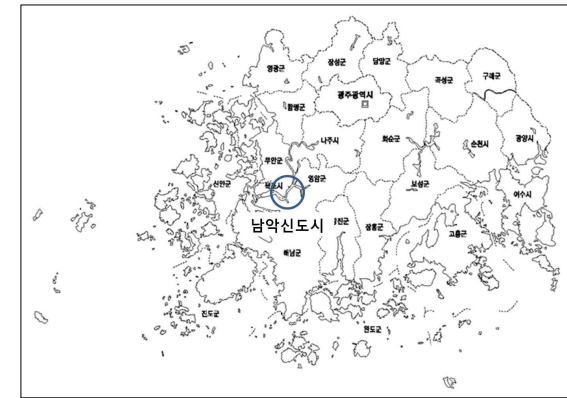 영광군
장성군
담양군
곡성군
구례군
함평군
광주광역시
나주시
화순군
순천시
광양시
무안군
신안군
목포시
영암군
보성군
여수시
남악신도시
강진군
장흥군
고흥군
해남군
진도군
완도군